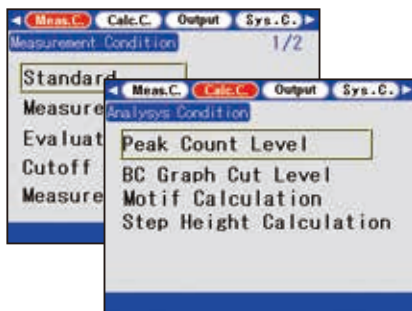 Meas.C. Calc.C. Output Sys.C.
Measurement Condition 1/2
Standard
Measure
Evaluat
Cutoff
Measure
Meas.C. Calc.C. Output Sys.C.
Analysys Condition
Peak Count Level
BC Graph Cut Level
Motif Calculation
Step Height Calculation